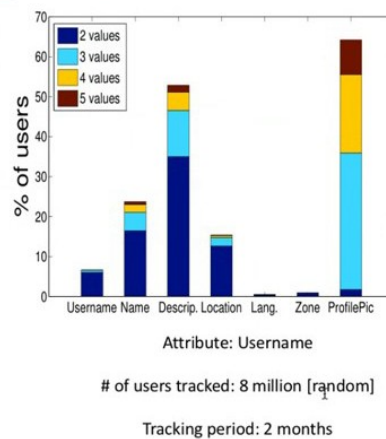 70
2 values
3 values
4 values
5 values
60
50
40
30
20
10
0
% of users
Username Name Descrip. Location Lang. Zone ProfilePic
Attribute: Username
# of users tracked: 8 million [random]
Tracking period: 2 months